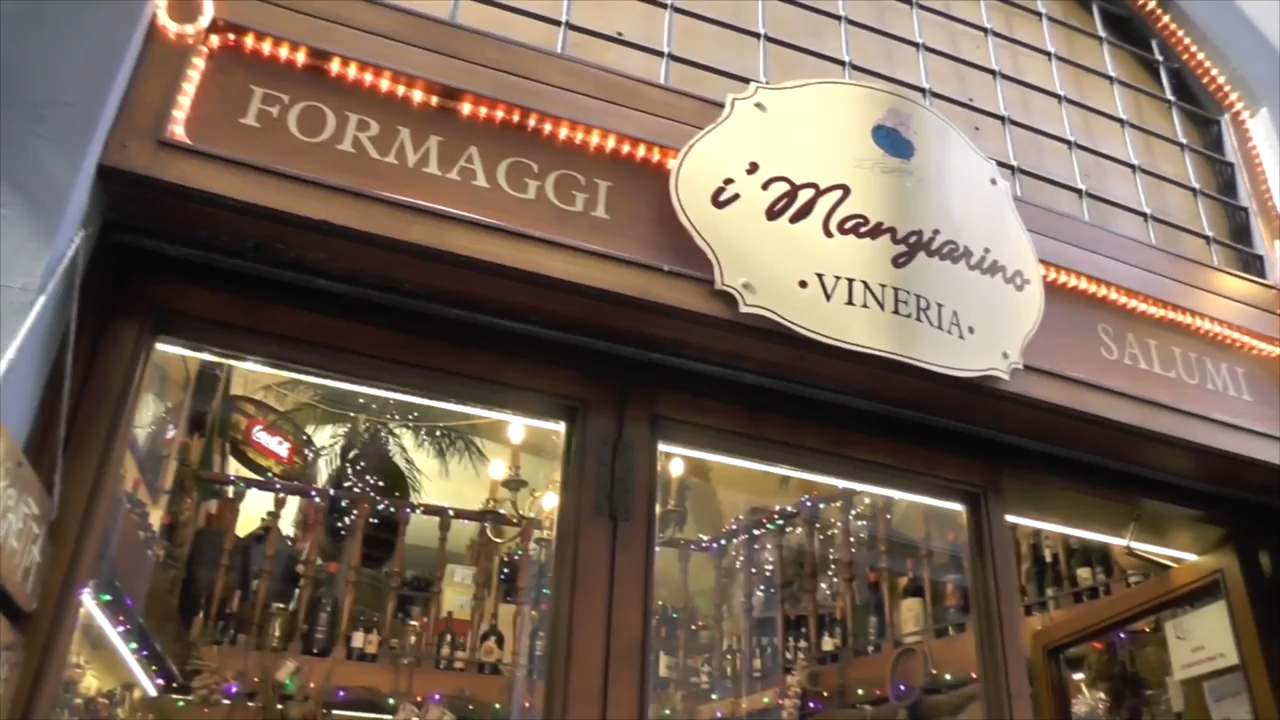 FORMAGGI
i' Mangiarino
•VINERIA•
SALUMI
Coca-Cola